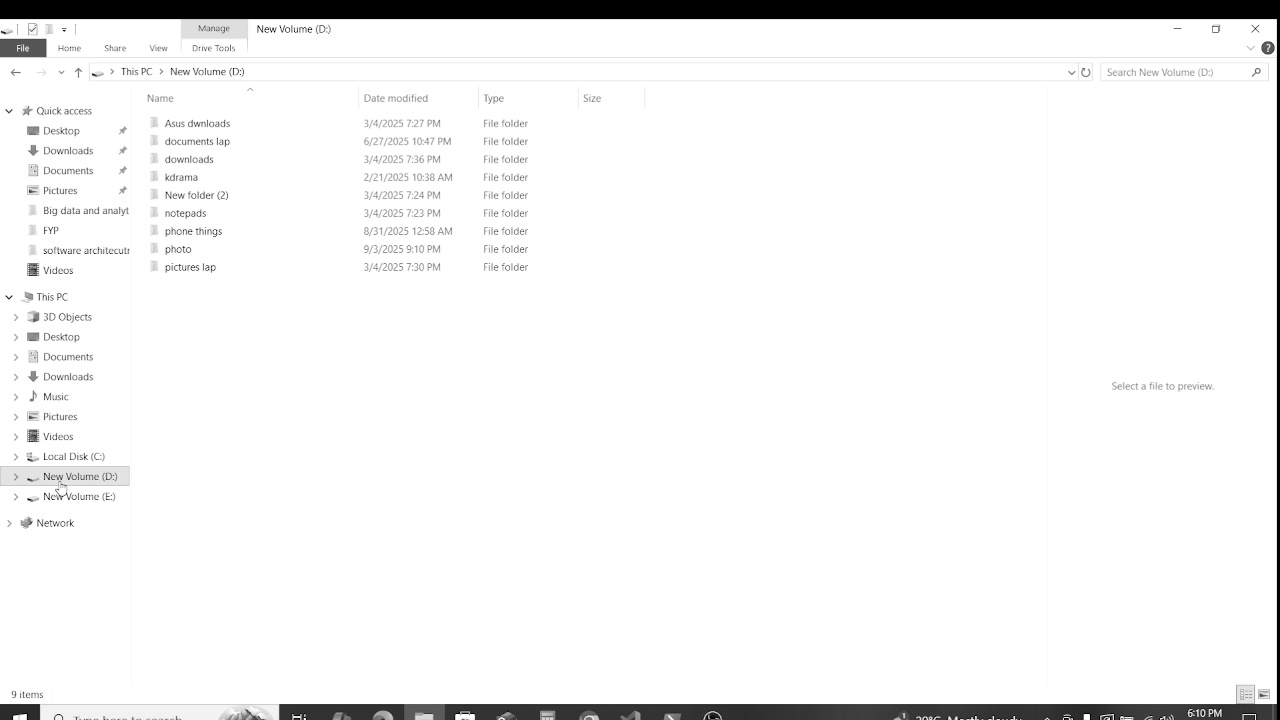 Manage
New Volume (D:)
File
Home
Share
View
Drive Tools
This PC
New Volume (D:)
Search New Volume (D:)
Name
Date modified
Type
Size
Quick access
Desktop
Downloads
Documents
Pictures
Big data and analyt
FYP
software architecutr
Videos
This PC
3D Objects
Desktop
Documents
Downloads
Music
Pictures
Videos
Local Disk (C:)
New Volume (D:)
New Volume (E:)
Network
Asus dwnloads 3/4/2025 7:27 PM File folder
documents lap 6/27/2025 10:47 PM File folder
downloads 3/4/2025 7:36 PM File folder
kdrama 2/21/2025 10:38 AM File folder
New folder (2) 3/4/2025 7:24 PM File folder
notepads 3/4/2025 7:23 PM File folder
phone things 8/31/2025 12:58 AM File folder
photo 9/3/2025 9:10 PM File folder
pictures lap 3/4/2025 7:30 PM File folder
Select a file to preview.
9 items
Type here to search
Mostly cloudy
6:10 PM